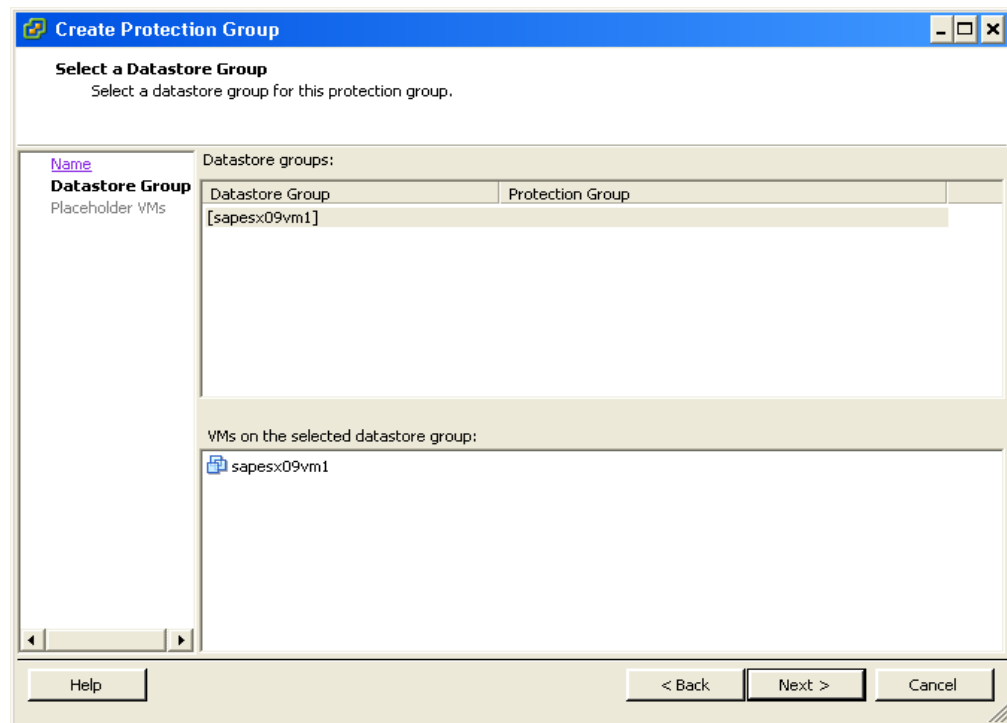 Create Protection Group
Select a Datastore Group
Select a datastore group for this protection group.
Name
Datastore Group
Placeholder VMs
Datastore groups:
Datastore Group Protection Group
[sapesx09vm1]
VMs on the selected datastore group:
sapesx09vm1
Help < Back Next > Cancel